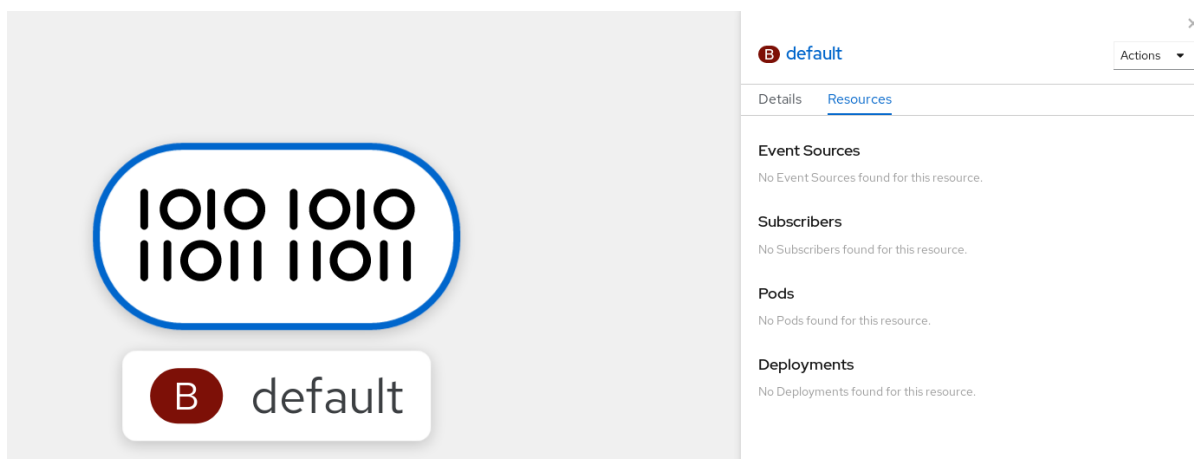 1010 1010
11011 11011
B default
B default
Actions
Details Resources
Event Sources
No Event Sources found for this resource.
Subscribers
No Subscribers found for this resource.
Pods
No Pods found for this resource.
Deployments
No Deployments found for this resource.